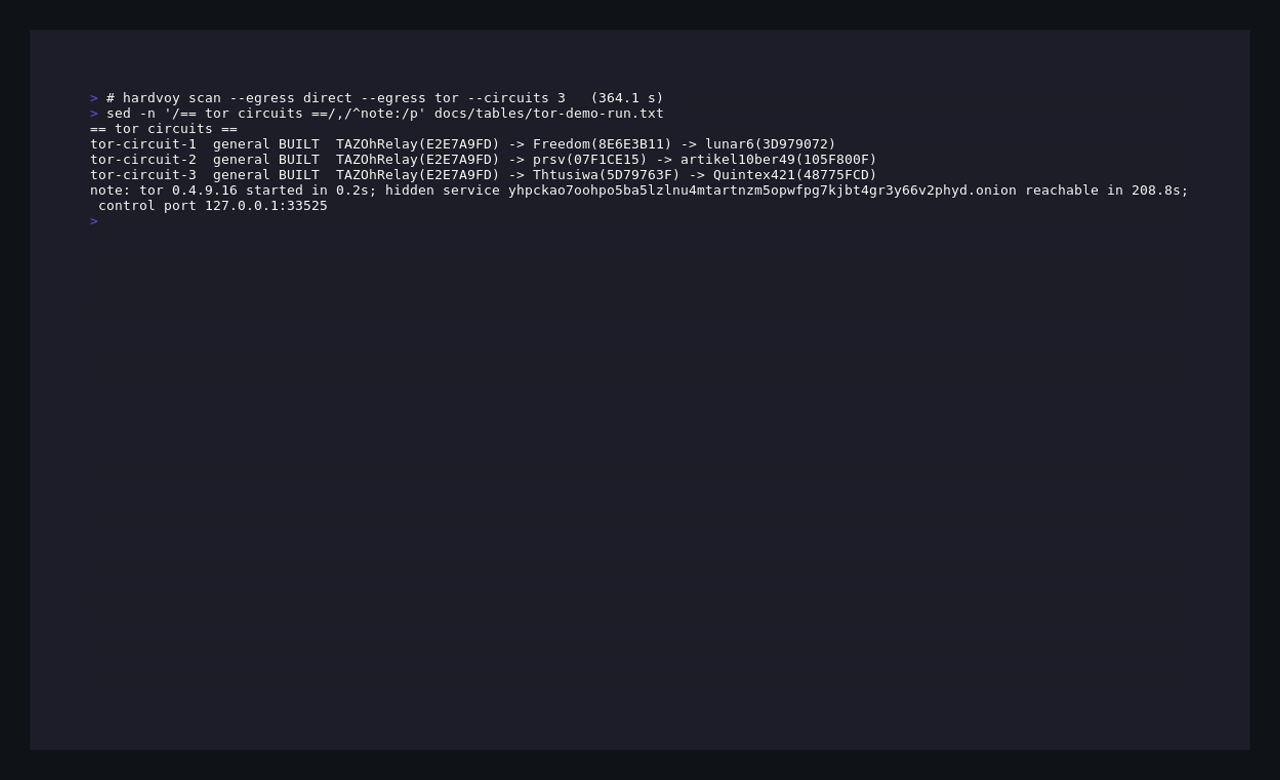 > # hardvoy scan --egress direct --egress tor --circuits 3   (364.1 s)
> sed -n '/== tor circuits ==/,/^note:/p' docs/tables/tor-demo-run.txt
== tor circuits ==
tor-circuit-1  general BUILT  TAZOhRelay(E2E7A9FD) -> Freedom(8E6E3B11) -> lunar6(3D979072)
tor-circuit-2  general BUILT  TAZOhRelay(E2E7A9FD) -> prsv(07F1CE15) -> artikel10ber49(105F800F)
tor-circuit-3  general BUILT  TAZOhRelay(E2E7A9FD) -> Thtusiwa(5D79763F) -> Quintex421(48775FCD)
note: tor 0.4.9.16 started in 0.2s; hidden service yhpckao7oohpo5ba5lzlnu4mtartnzm5opwfpg7kjbt4gr3y66v2phyd.onion reachable in 208.8s;
 control port 127.0.0.1:33525
>